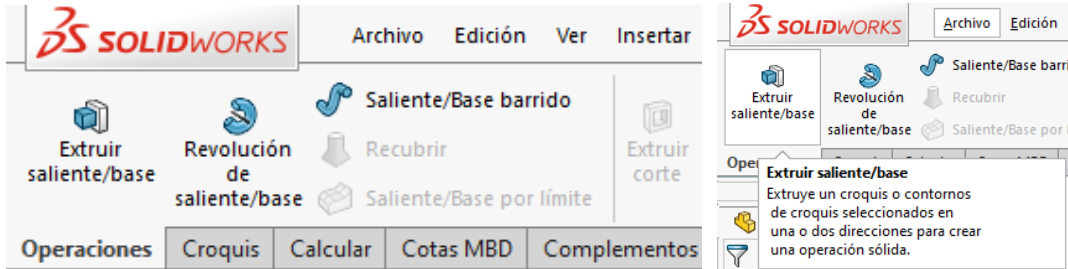 SOLIDWORKS Archivo Edición Ver Insertar
Extruir
saliente/base
Revolución
de
saliente/base
Saliente/Base barrido
Recubrir
Saliente/Base por límite
Extruir
corte
Operaciones Croquis Calcular Cotas MBD Complementos
SOLIDWORKS Archivo Edición
Extruir
saliente/base
Revolución
de
saliente/base
Saliente/Base barri
Recubrir
Saliente/Base por
Ope
Extruir saliente/base
Extruye un croquis o contornos
de croquis seleccionados en
una o dos direcciones para crear
una operación sólida.